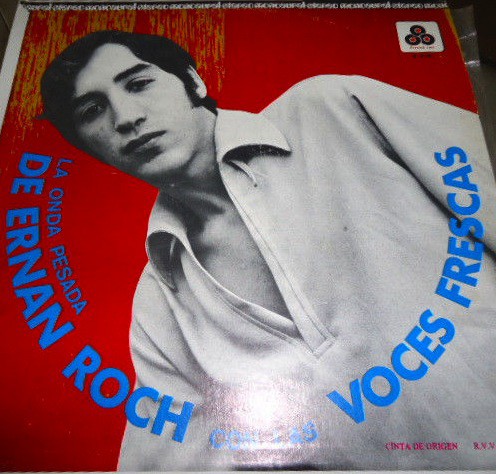 LA ONDA PESADA
DE ERNAN ROCH con Las VOCES FRESCAS
CINTA DE ORIGEN R.V.V